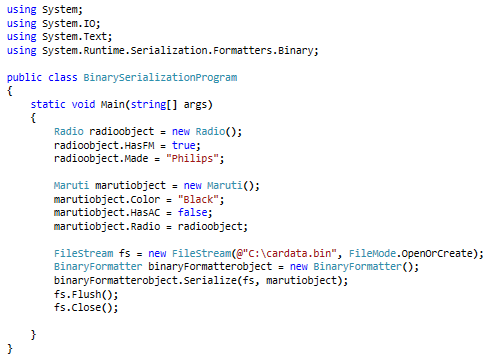 using System;
using System.IO;
using System.Text;
using System.Runtime.Serialization.Formatters.Binary;

public class BinarySerializationProgram
{
    static void Main(string[] args)
    {
        Radio radioobject = new Radio();
        radioobject.HasFM = true;
        radioobject.Made = "Philips";

        Maruti marutiobject = new Maruti();
        marutiobject.Color = "Black";
        marutiobject.HasAC = false;
        marutiobject.Radio = radioobject;

        FileStream fs = new FileStream(@"C:\cardata.bin", FileMode.OpenOrCreate);
        BinaryFormatter binaryFormatterobject = new BinaryFormatter();
        binaryFormatterobject.Serialize(fs, marutiobject);
        fs.Flush();
        fs.Close();

    }
}